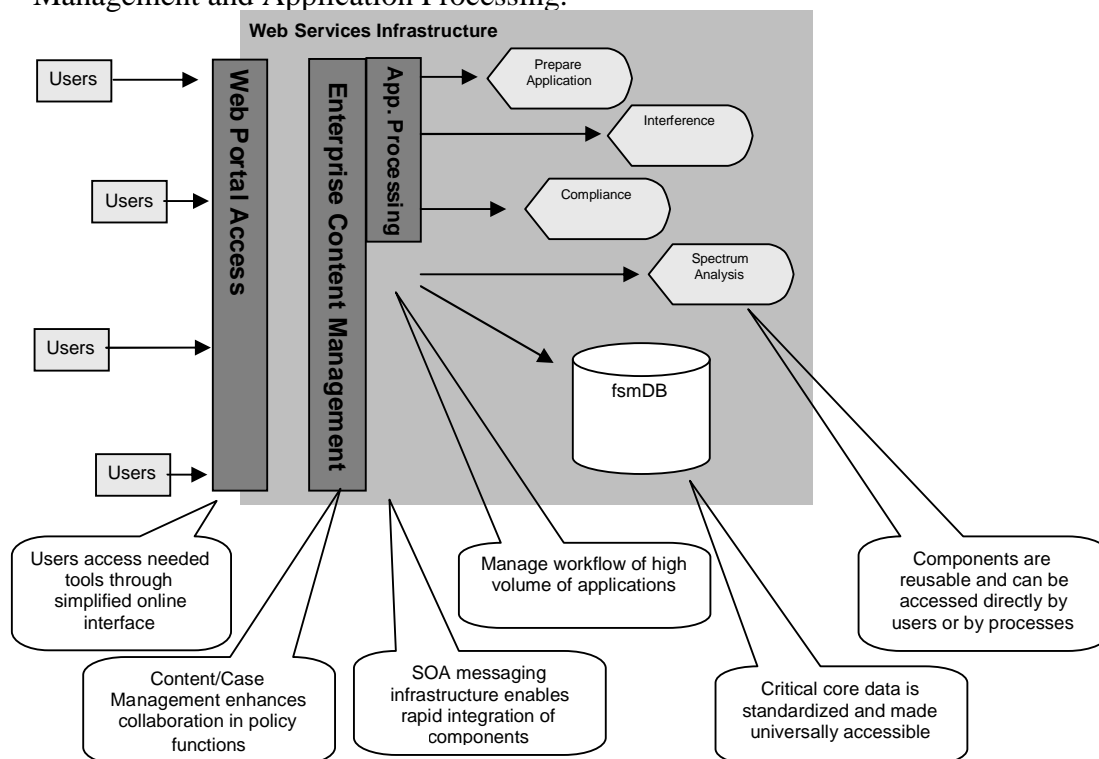 Management and Application Processing.
Web Services Infrastructure
Users
Users
Users
Users
Web Portal Access
Enterprise Content Management
App. Processing
Prepare
Application
Interference
Compliance
Spectrum
Analysis
fsmDB
Users access needed
tools through
simplified online
interface
Manage workflow of high
volume of applications
Components are
reusable and can be
accessed directly by
users or by processes
Content/Case
Management enhances
collaboration in policy
functions
SOA messaging
infrastructure enables
rapid integration of
components
Critical core data is
standardized and made
universally accessible